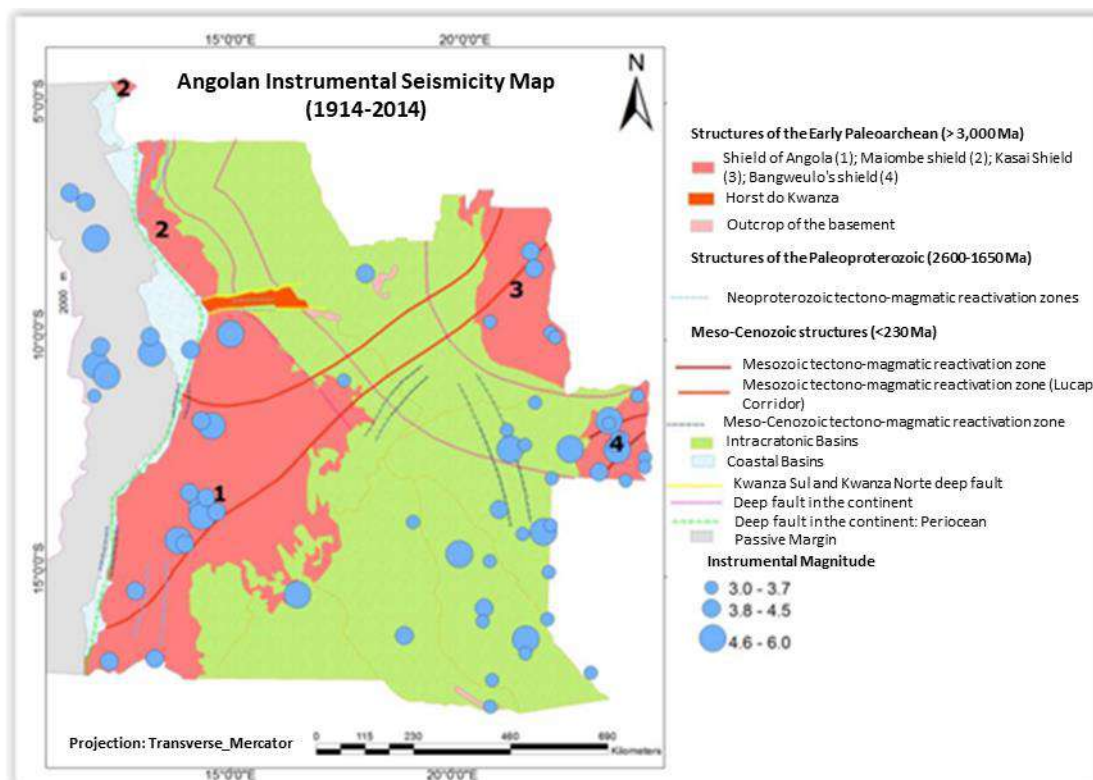 15°0'0"E 20°0'0"E
Angolan Instrumental Seismicity Map
(1914-2014)
N
5°0'0"S
10°0'0"S
15°0'0"S
2000 m
2
2
3
4
1
Projection: Transverse_Mercator
0 115 230 460 690
Kilometers
15°0'0"E 20°0'0"E
Structures of the Early Paleoarchean (> 3,000 Ma)
Shield of Angola (1); Maiombe shield (2); Kasai Shield
(3); Bangweulo's shield (4)
Horst do Kwanza
Outcrop of the basement
Structures of the Paleoproterozoic (2600-1650 Ma)
Neoproterozoic tectono-magmatic reactivation zones
Meso-Cenozoic structures (<230 Ma)
Mesozoic tectono-magmatic reactivation zone
Mesozoic tectono-magmatic reactivation zone (Lucap
Corridor)
Meso-Cenozoic tectono-magmatic reactivation zone
Intracratonic Basins
Coastal Basins
Kwanza Sul and Kwanza Norte deep fault
Deep fault in the continent
Deep fault in the continent: Periocean
Passive Margin
Instrumental Magnitude
3.0 - 3.7
3.8 - 4.5
4.6 - 6.0